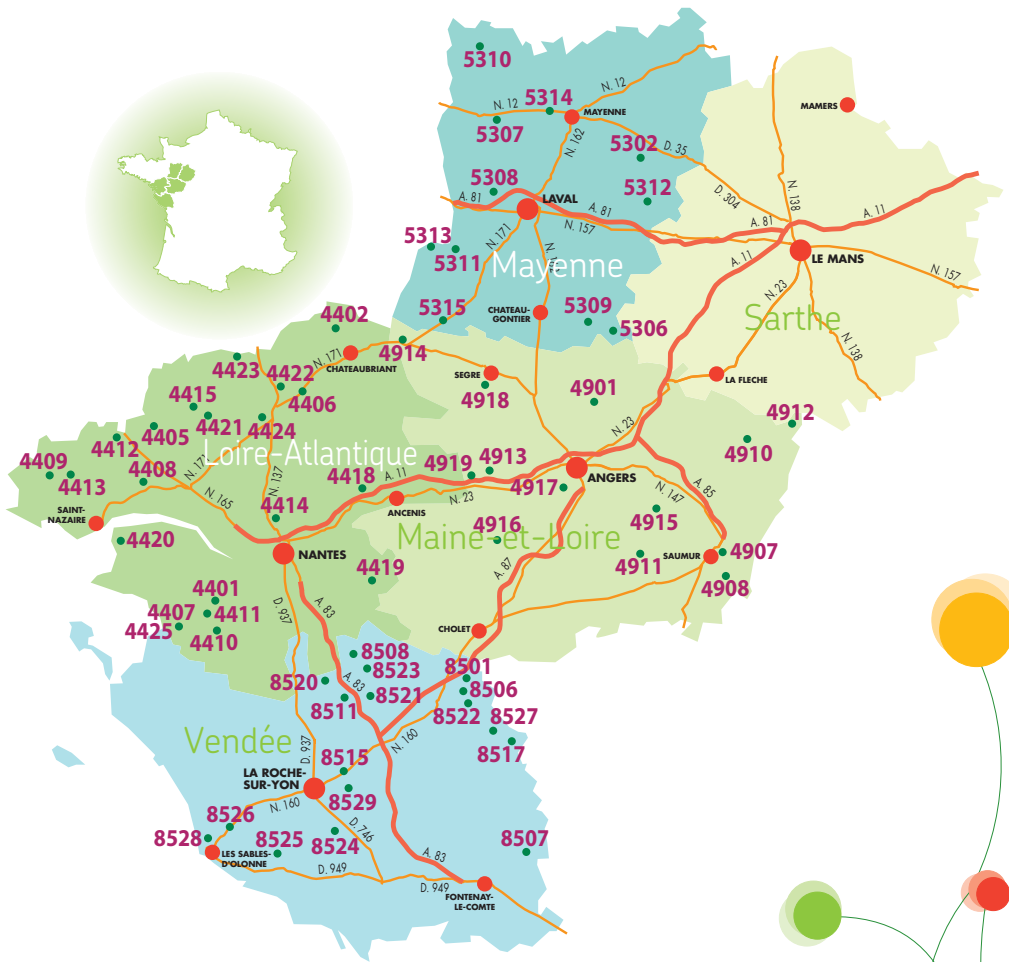 5310
N. 12
5314
N. 12
MAYENNE
MAMERS
5307
N. 162
5302
D. 35
5308
A. 81
5312
D. 304
N. 138
LAVAL
A. 81
N. 157
A. 81
A. 11
5313
5311
N. 171
Mayenne
A. 11
LE MANS
N. 157
N. 23
4402
5315
CHATEAU-
GONTIER
5309
5306
Sarthe
N. 138
N. 171
CHATEAUBRIANT
4914
4423
4422
4406
SEGRE
4918
4901
LA FLECHE
4415
4421
4424
4412
4405
Loire-Atlantique
N. 23
4912
4910
4409
4413
4408
N. 171
N. 137
4418
A. 11
4919
4913
ANGERS
SAINT-
NAZAIRE
N. 165
4414
ANCENIS
N. 23
4917
N. 147
A. 85
4915
4420
NANTES
4916
Maine-et-Loire
4911
SAUMUR
4907
4908
4419
A. 87
4401
4407
4411
4425
4410
D. 937
A. 83
CHOLET
8508
8523
8501
8520
8521
8506
8511
A. 83
8522
8527
8517
Vendée
D. 937
N. 160
8515
LA ROCHE-
SUR-YON
8529
N. 160
8526
D. 746
8528
8525
8524
8507
LES SABLES-
D'OLONNE
D. 949
A. 83
D. 949
FONTENAY-
LE-COMTE